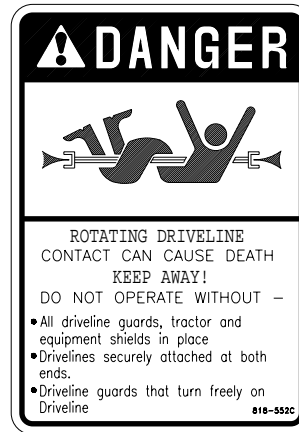 DANGER
ROTATING DRIVELINE
CONTACT CAN CAUSE DEATH
KEEP AWAY!
DO NOT OPERATE WITHOUT –
• All driveline guards, tractor and
equipment shields in place
• Drivelines securely attached at both
ends.
• Driveline guards that turn freely on
Driveline
818-552C